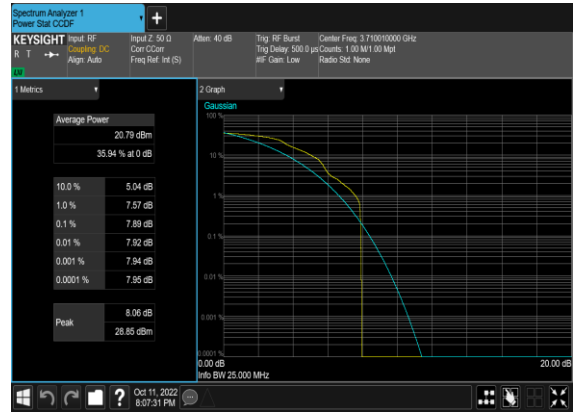 Spectrum Analyzer 1
Power Stat CCDF
KEYSIGHT
R T
LXI
Input: RF
Coupling: DC
Align: Auto
Input Z: 50 Ω
Corr CCorr
Freq Ref: Int (S)
Atten: 40 dB
Trig: RF Burst
Trig Delay: 500.0 µs
#IF Gain: Low
Center Freq: 3.710010000 GHz
Counts: 1.00 M/1.00 Mpt
Radio Std: None
1 Metrics
Average Power
20.79 dBm
35.94 % at 0 dB
10.0 % 5.04 dB
1.0 % 7.57 dB
0.1 % 7.89 dB
0.01 % 7.92 dB
0.001 % 7.94 dB
0.0001 % 7.95 dB
Peak
8.06 dB
28.85 dBm
2 Graph
Gaussian
100 %
10 %
1 %
0.1 %
0.01 %
0.001 %
0.0001 %
0.00 dB 20.00 dB
Info BW 25.000 MHz
? Oct 11, 2022
8:07:31 PM